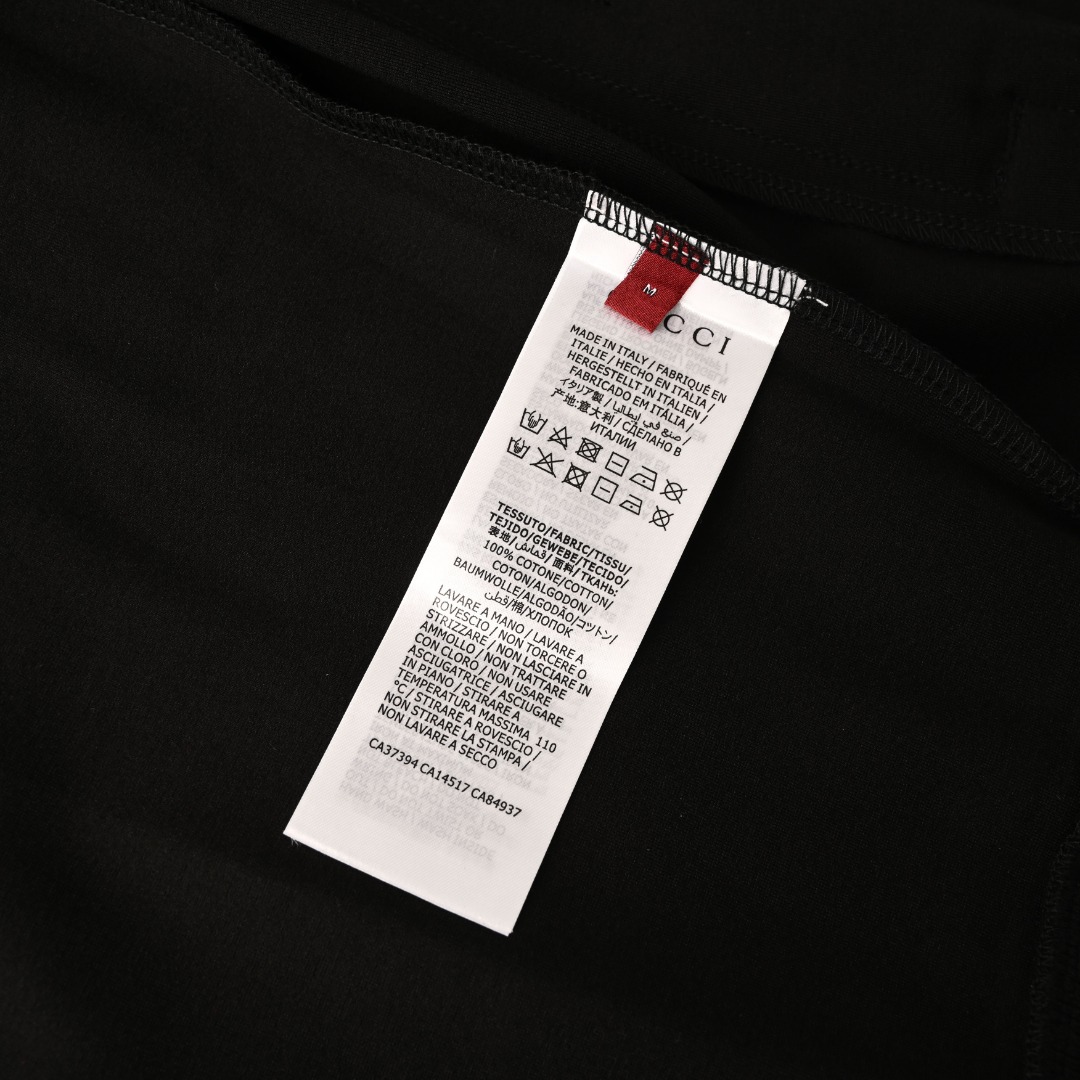 M
CCI
MADE IN ITALY / FABRIQUÉ EN
ITALIE / HECHO EN ITALIA /
HERGESTELLT IN ITALIEN /
FABRICADO EM ITÁLIA /
イタリア製 / صنع في إيطاليا /
产地:意大利 / СДЕЛАНО В
ИТАЛИИ
TESSUTO/FABRIC/TISSU/
TEJIDO/GEWEBE/TECIDO/
表地/قماش/面料/ТКАНЬ:
100% COTONE/COTTON/
COTON/ALGODON/
BAUMWOLLE/ALGODÃO/コットン/
قطن/棉/ХЛОПОК
LAVARE A MANO / LAVARE A
ROVESCIO / NON TORCERE O
STRIZZARE / NON LASCIARE IN
AMMOLLO / NON TRATTARE
CON CLORO / NON USARE
ASCIUGATRICE / ASCIUGARE
IN PIANO / STIRARE A
TEMPERATURA MASSIMA 110
°C / STIRARE A ROVESCIO /
NON STIRARE LA STAMPA /
NON LAVARE A SECCO
CA37394 CA14517 CA84937